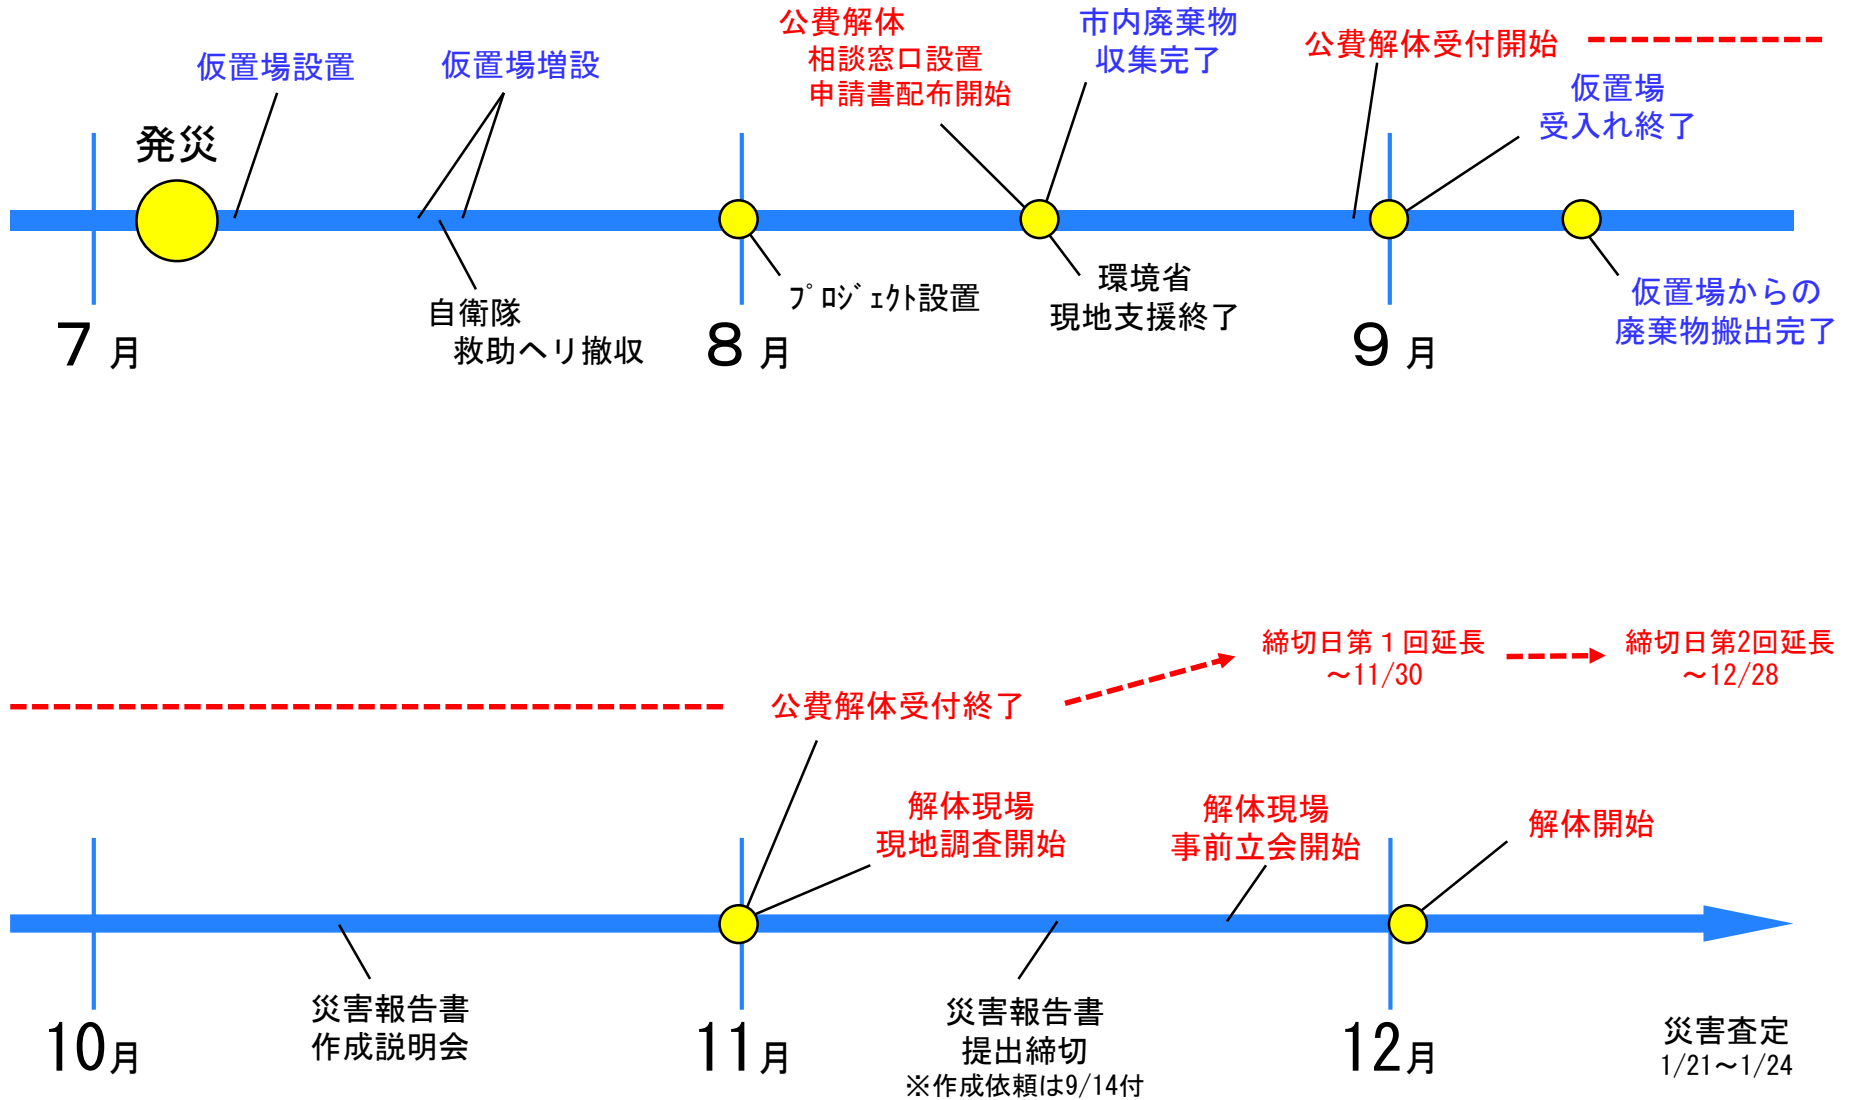 公費解体
相談窓口設置
申請書配布開始
市内廃棄物
収集完了
公費解体受付開始
仮置場設置
仮置場増設
仮置場
受入れ終了
発災
自衛隊
救助ヘリ撤収
ﾌﾟﾛｼﾞｪｸﾄ設置
環境省
現地支援終了
仮置場からの
廃棄物搬出完了
７月
８月
９月
締切日第１回延長
～11/30
締切日第2回延長
～12/28
公費解体受付終了
解体現場
現地調査開始
解体現場
事前立会開始
解体開始
災害報告書
作成説明会
災害報告書
提出締切
※作成依頼は9/14付
10月
11月
12月
災害査定
1/21～1/24